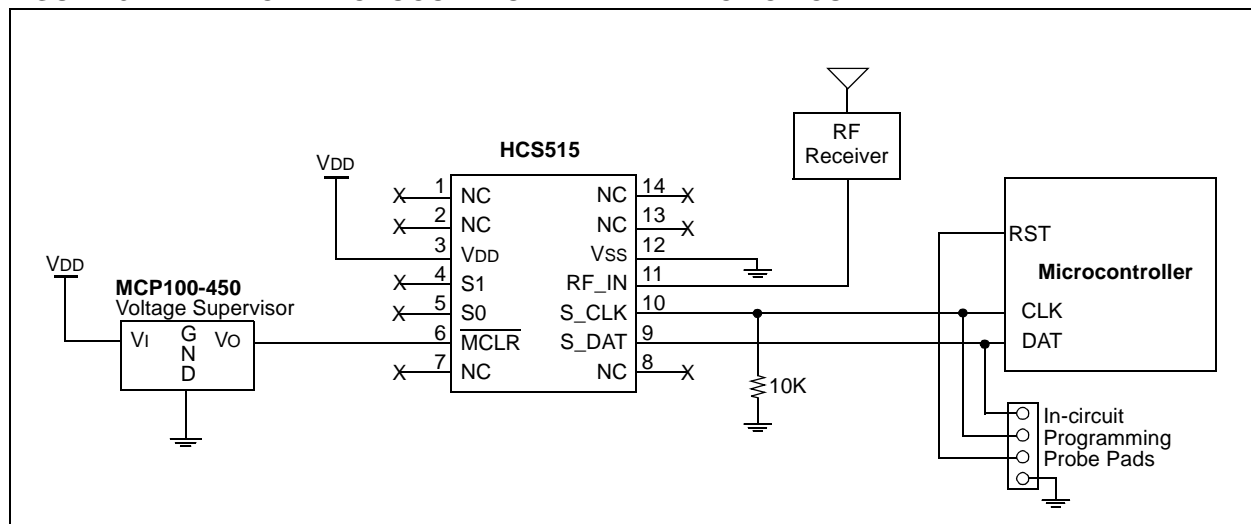 HCS515
VDD
1
NC
NC
14
2
NC
NC
13
3
VDD
VSS
12
4
S1
RF_IN
11
5
S0
S_CLK
10
6
MCLR
S_DAT
9
7
NC
NC
8
X
X
X
X
X
X
X
X
VDD
MCP100-450
Voltage Supervisor
VI
GND
VO
10K
RF
Receiver
RST
Microcontroller
CLK
DAT
In-circuit
Programming
Probe Pads